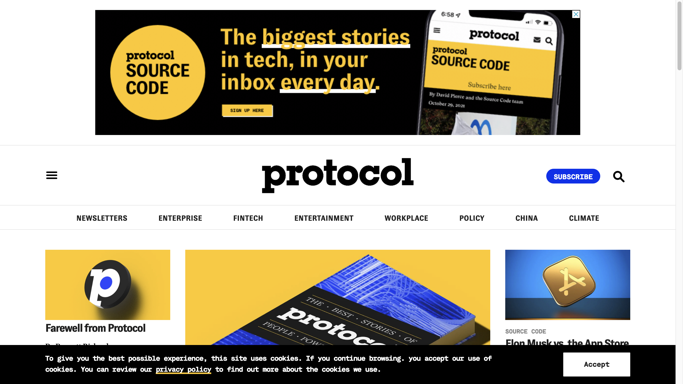 protocol
SOURCE
CODE
The biggest stories
in tech, in your
inbox every day.
SIGN UP HERE
6:58
protocol
protocol
SOURCE CODE
Subscribe here
By David Pierce and the Source Code team
October 26, 2021
protocol
SUBSCRIBE
NEWSLETTERS ENTERPRISE FINTECH ENTERTAINMENT WORKPLACE POLICY CHINA CLIMATE
THE · BEST · STORIES · OF
protocol
PEOPLE · POW
Farewell from Protocol
SOURCE CODE
Elon Musk vs. the App Store
To give you the best possible experience, this site uses cookies. If you continue browsing. you accept our use of
cookies. You can review our privacy policy to find out more about the cookies we use.
Accept